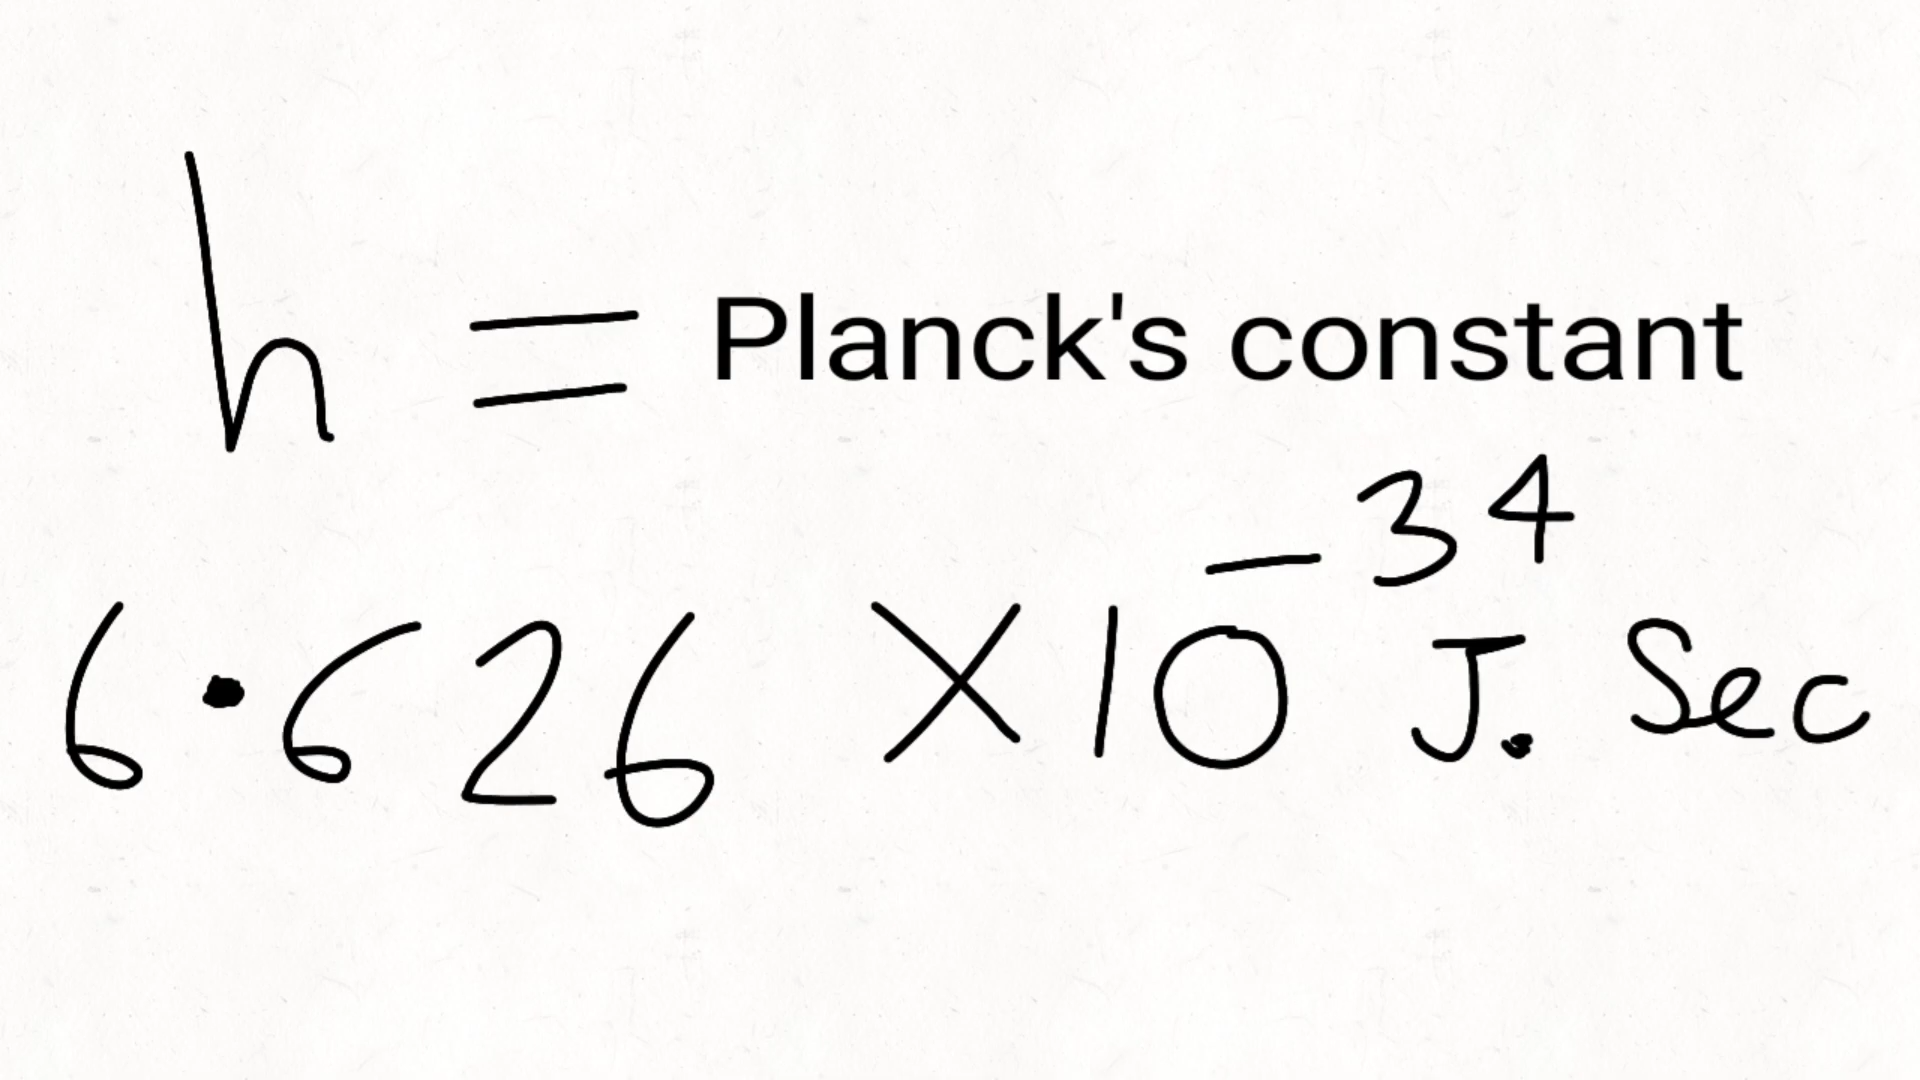 h = Planck's constant
6.626 X 10⁻³⁴ J. Sec